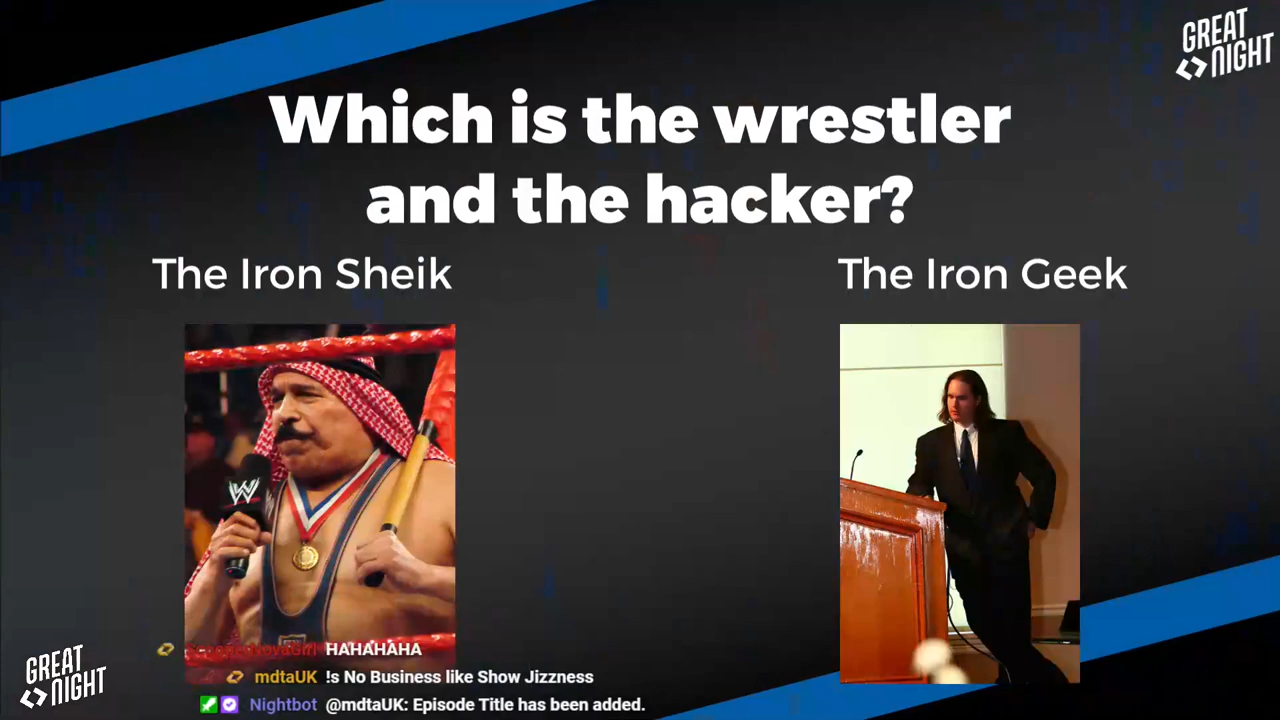 GREAT
NIGHT
Which is the wrestler
and the hacker?
The Iron Sheik
The Iron Geek
W
HAHAHAHA
mdtaUK !s No Business like Show Jizzness
Nightbot @mdtaUK: Episode Title has been added.
GREAT
NIGHT